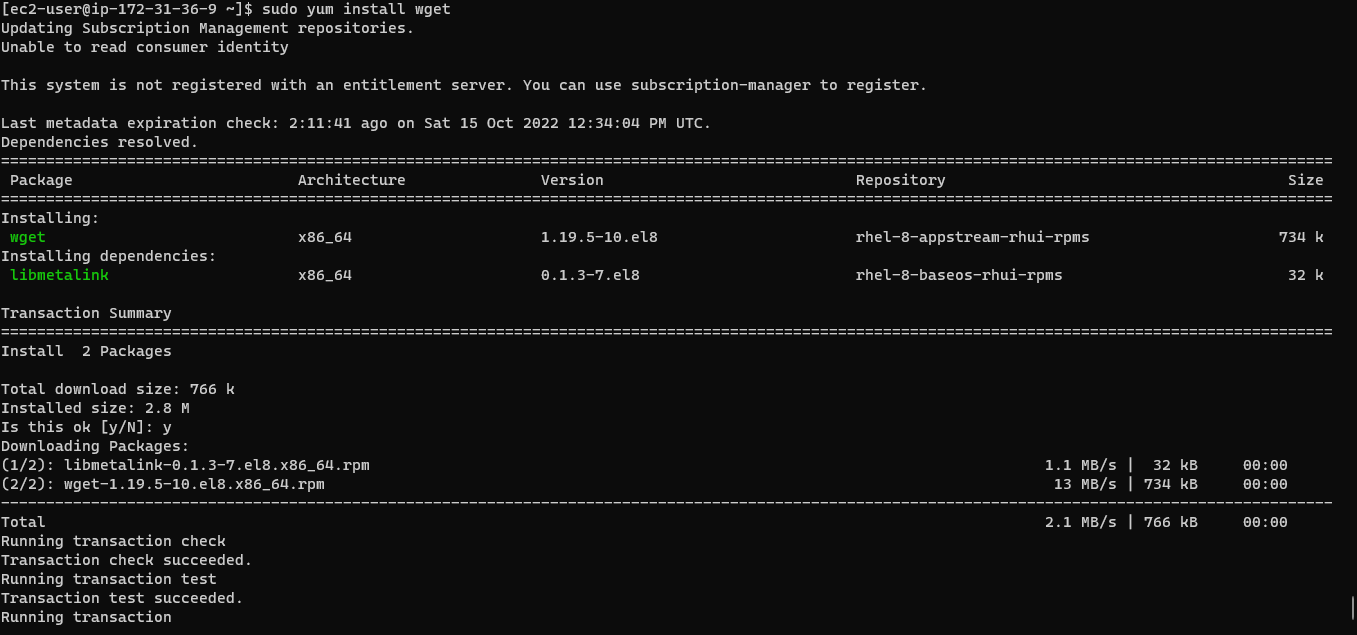 [ec2-user@ip-172-31-36-9 ~]$ sudo yum install wget
Updating Subscription Management repositories.
Unable to read consumer identity
This system is not registered with an entitlement server. You can use subscription-manager to register.
Last metadata expiration check: 2:11:41 ago on Sat 15 Oct 2022 12:34:04 PM UTC.
Dependencies resolved.
====================================================================================================================================================
Package Architecture Version Repository Size
====================================================================================================================================================
Installing:
wget x86_64 1.19.5-10.el8 rhel-8-appstream-rhui-rpms 734 k
Installing dependencies:
libmetalink x86_64 0.1.3-7.el8 rhel-8-baseos-rhui-rpms 32 k
Transaction Summary
====================================================================================================================================================
Install 2 Packages
Total download size: 766 k
Installed size: 2.8 M
Is this ok [y/N]: y
Downloading Packages:
(1/2): libmetalink-0.1.3-7.el8.x86_64.rpm 1.1 MB/s | 32 kB 00:00
(2/2): wget-1.19.5-10.el8.x86_64.rpm 13 MB/s | 734 kB 00:00
----------------------------------------------------------------------------------------------------------------------------------------------------
Total 2.1 MB/s | 766 kB 00:00
Running transaction check
Transaction check succeeded.
Running transaction test
Transaction test succeeded.
Running transaction